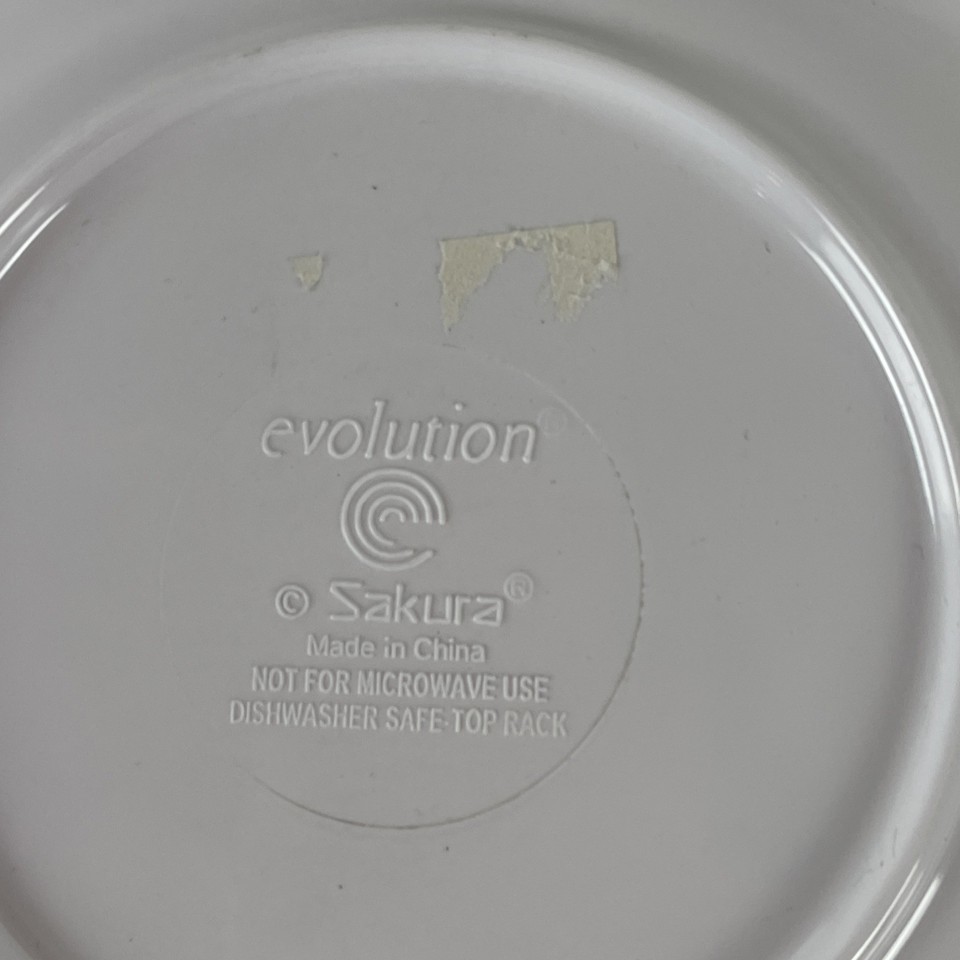 evolution®
© Sakura®
Made in China
NOT FOR MICROWAVE USE
DISHWASHER SAFE-TOP RACK